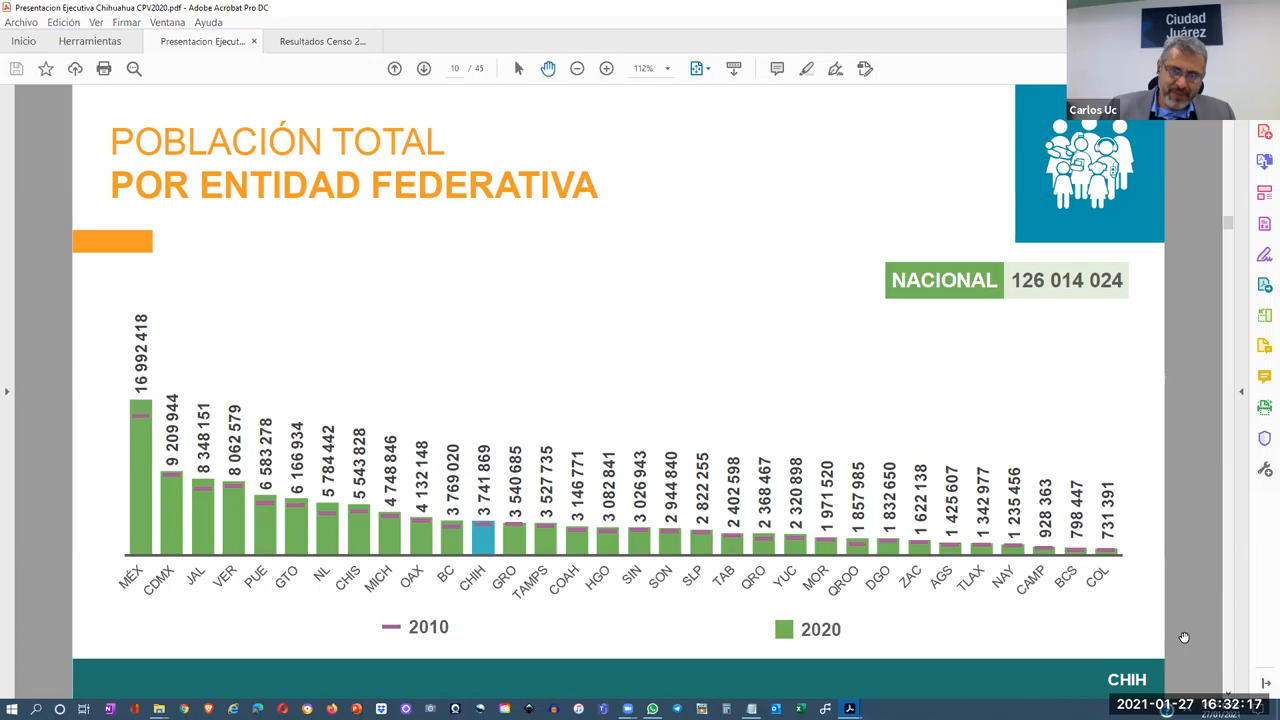 Presentacion Ejecutiva Chihuahua CPV2020.pdf - Adobe Acrobat Pro DC
Archivo Edición Ver Firmar Ventana Ayuda
Inicio Herramientas Presentacion Ejecut... × Resultados Censo 2...
10 / 45 112%
Ciudad
Juárez
Carlos Uc
POBLACIÓN TOTAL
POR ENTIDAD FEDERATIVA
NACIONAL 126 014 024
16 992 418 9 209 944 8 348 151 8 062 579 6 583 278 6 166 934 5 784 442 5 543 828 4 748 846 4 132 148 3 769 020 3 741 869 3 540 685 3 527 735 3 146 771 3 082 841 3 026 943 2 944 840 2 822 255 2 402 598 2 368 467 2 320 898 1 971 520 1 857 985 1 832 650 1 622 138 1 425 607 1 342 977 1 235 456 928 363 798 447 731 391
MÉX CDMX JAL VER PUE GTO NL CHIS MICH OAX BC CHIH GRO TAMPS COAH HGO SIN SON SLP TAB QRO YUC MOR QROO DGO ZAC AGS TLAX NAY CAMP BCS COL
2010 2020
CHIH
2021-01-27 16:32:17
27/01/2021